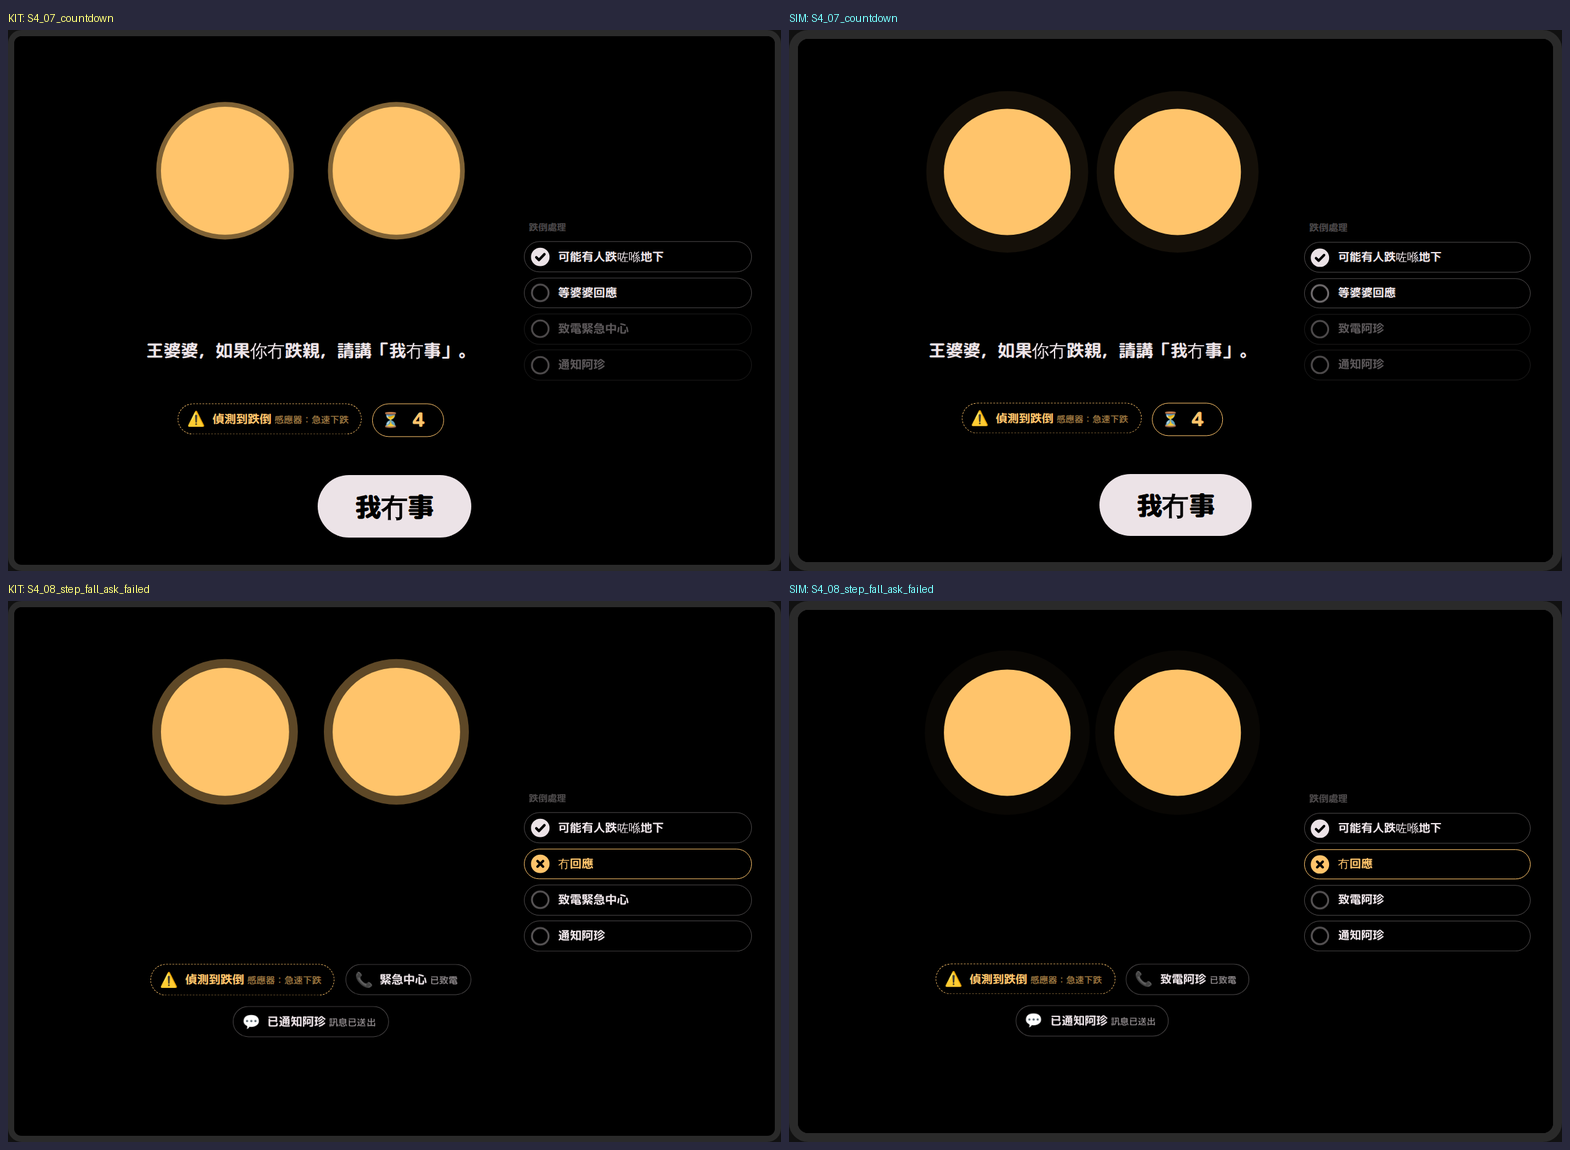 KIT: S4_07_countdown
跌倒處理
可能有人跌咗喺地下
等婆婆回應
致電緊急中心
通知阿珍
王婆婆，如果你冇跌親，請講「我冇事」。
⚠️ 偵測到跌倒 感應器：急速下跌
⏳ 4
我冇事
SIM: S4_07_countdown
跌倒處理
可能有人跌咗喺地下
等婆婆回應
致電阿珍
通知阿珍
王婆婆，如果你冇跌親，請講「我冇事」。
⚠️ 偵測到跌倒 感應器：急速下跌
⏳ 4
我冇事
KIT: S4_08_step_fall_ask_failed
跌倒處理
可能有人跌咗喺地下
冇回應
致電緊急中心
通知阿珍
⚠️ 偵測到跌倒 感應器：急速下跌
📞 緊急中心 已致電
💬 已通知阿珍 訊息已送出
SIM: S4_08_step_fall_ask_failed
跌倒處理
可能有人跌咗喺地下
冇回應
致電阿珍
通知阿珍
⚠️ 偵測到跌倒 感應器：急速下跌
📞 致電阿珍 已致電
💬 已通知阿珍 訊息已送出